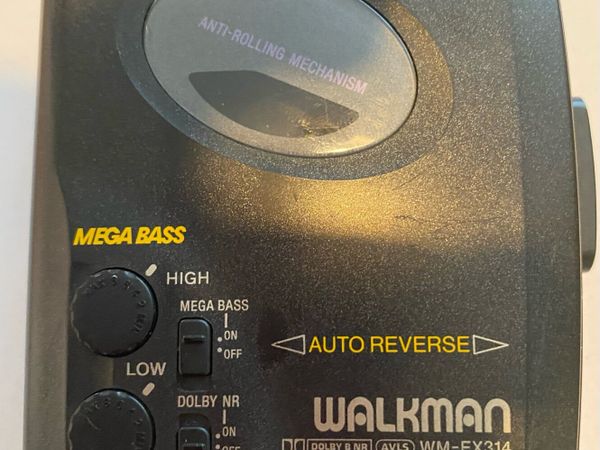 ANTI-ROLLING MECHANISM
MEGA BASS
HIGH
MEGA BASS
ON
OFF
AUTO REVERSE
LOW
DOLBY NR
ON
OFF
WALKMAN
DOLBY B NR AVLS WM-EX314